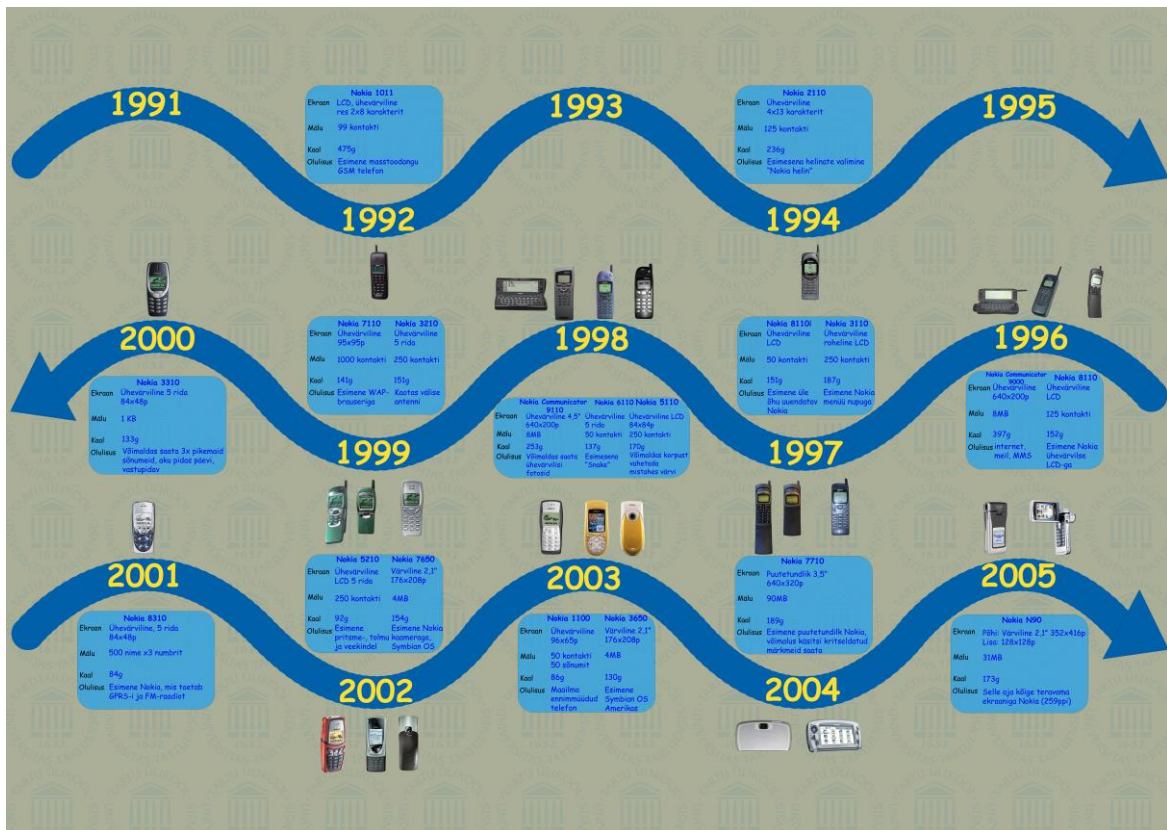 1991
1992
1993
1994
1995
Nokia 1011
Ekraan LCD, ühevärviline
res 2x8 karakterit
Mälu 99 kontakti
Kaal 475g
Olulisus Esimene masstoodangu
GSM telefon
Nokia 2110
Ekraan Ühevärviline
4x13 karakterit
Mälu 125 kontakti
Kaal 236g
Olulisus Esimesena helinate valimine
"Nokia helin"
1996
1997
1998
1999
2000
Nokia Communicator 9000 Nokia 8110
Ekraan Ühevärviline Ühevärviline
640x200p LCD
Mälu 8MB 125 kontakti
Kaal 397g 152g
Olulisus internet, Esimene Nokia
meil, MMS ühevärvilse
LCD-ga
Nokia 8110i Nokia 3110
Ekraan Ühevärviline Ühevärviline
LCD roheline LCD
Mälu 50 kontakti 250 kontakti
Kaal 151g 187g
Olulisus Esimene üle Esimene Nokia
õhu uuendatav menüü nupuga
Nokia
Nokia Communicator 9110 Nokia 6110 Nokia 5110
Ekraan Ühevärviline 4,5" Ühevärviline Ühevärviline LCD
640x200p 5 rida 84x84p
Mälu 8MB 50 kontakti 250 kontakti
Kaal 253g 137g 170g
Olulisus Võimaldas saata Esimesena Võimaldas korpust
ühevärvilisi "Snake" vahetada
fotosid mistahes värvi
Nokia 7110 Nokia 3210
Ekraan Ühevärviline Ühevärviline
95x95p 5 rida
Mälu 1000 kontakti 250 kontakti
Kaal 141g 151g
Olulisus Esimene WAP- Kaotas välise
brauseriga antenni
Nokia 3310
Ekraan Ühevärviline 5 rida
84x48p
Mälu 1 KB
Kaal 133g
Olulisus Võimaldas saata 3x pikemaid
sõnumeid, aku pidas päevi,
vastupidav
2001
2002
2003
2004
2005
Nokia 8310
Ekraan Ühevärviline, 5 rida
84x48p
Mälu 500 nime x3 numbrit
Kaal 84g
Olulisus Esimene Nokia, mis toetab
GPRS-i ja FM-raadiot
Nokia 5210 Nokia 7650
Ekraan Ühevärviline Värviline 2,1"
LCD 5 rida 176x208p
Mälu 250 kontakti 4MB
Kaal 92g 154g
Olulisus Esimene Esimene Nokia
pritsme-, tolmu kaameraga,
ja veekindel Symbian OS
Nokia 1100 Nokia 3650
Ekraan Ühevärviline Värviline 2,1"
96x65p 176x208p
Mälu 50 kontakti 4MB
50 sõnumit
Kaal 86g 130g
Olulisus Maailma Esimene
ennimmüüdud Symbian OS
telefon Amerikas
Nokia 7710
Ekraan Puutetundlik 3,5"
640x320p
Mälu 90MB
Kaal 189g
Olulisus Esimene puutetundlik Nokia,
võimalus käsitsi kritseldatud
märkmeid saata
Nokia N90
Ekraan Põhi: Värviline 2,1" 352x416p
Lisa: 128x128p
Mälu 31MB
Kaal 173g
Olulisus Selle aja kõige teravama
ekraaniga Nokia (259ppi)